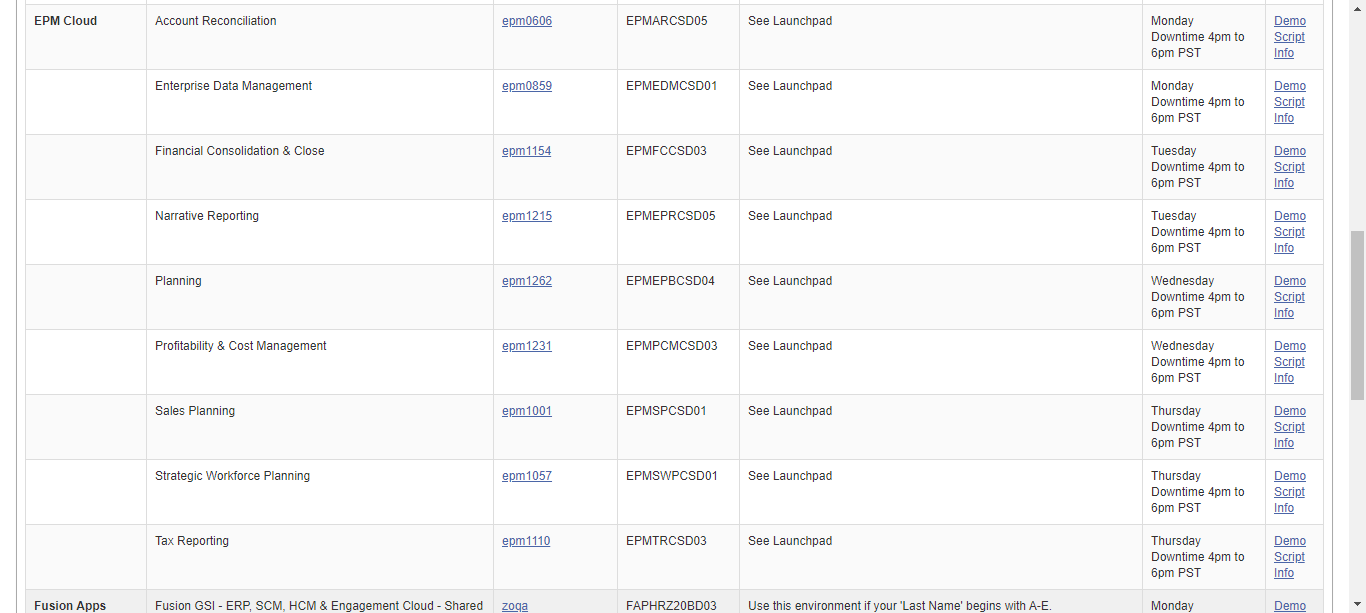 EPM Cloud Account Reconciliation epm0606 EPMARCSD05 See Launchpad Monday Demo
Downtime 4pm to Script
6pm PST Info
Enterprise Data Management epm0859 EPMEDMCSD01 See Launchpad Monday Demo
Downtime 4pm to Script
6pm PST Info
Financial Consolidation & Close epm1154 EPMFCCSD03 See Launchpad Tuesday Demo
Downtime 4pm to Script
6pm PST Info
Narrative Reporting epm1215 EPMEPRCSD05 See Launchpad Tuesday Demo
Downtime 4pm to Script
6pm PST Info
Planning epm1262 EPMEPBCSD04 See Launchpad Wednesday Demo
Downtime 4pm to Script
6pm PST Info
Profitability & Cost Management epm1231 EPMPCMCSD03 See Launchpad Wednesday Demo
Downtime 4pm to Script
6pm PST Info
Sales Planning epm1001 EPMSPCSD01 See Launchpad Thursday Demo
Downtime 4pm to Script
6pm PST Info
Strategic Workforce Planning epm1057 EPMSWPCSD01 See Launchpad Thursday Demo
Downtime 4pm to Script
6pm PST Info
Tax Reporting epm1110 EPMTRCSD03 See Launchpad Thursday Demo
Downtime 4pm to Script
6pm PST Info
Fusion Apps Fusion GSI - ERP, SCM, HCM & Engagement Cloud - Shared zoqa FAPHRZ20BD03 Use this environment if your 'Last Name' begins with A-E. Monday Demo